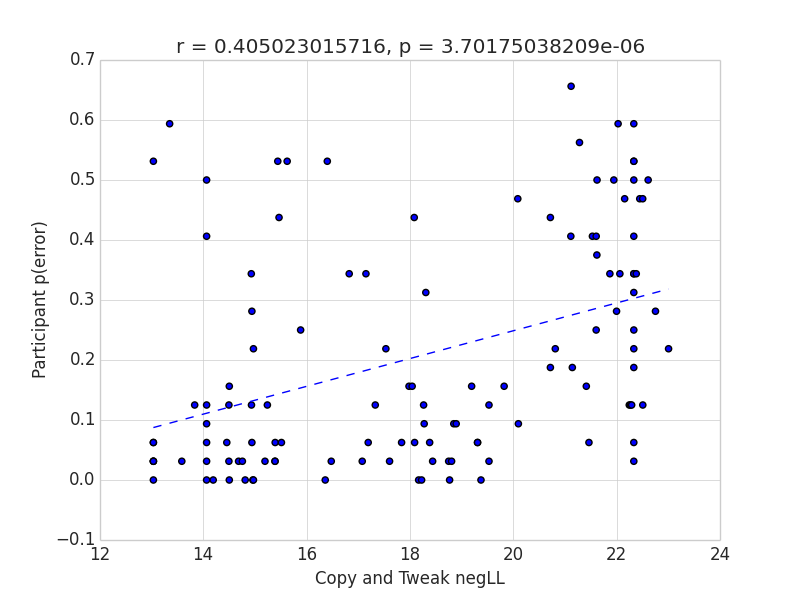 r = 0.405023015716, p = 3.70175038209e-06
0.7
0.6
0.5
0.4
0.3
0.2
0.1
0.0
−0.1
Participant p(error)
12 14 16 18 20 22 24
Copy and Tweak negLL